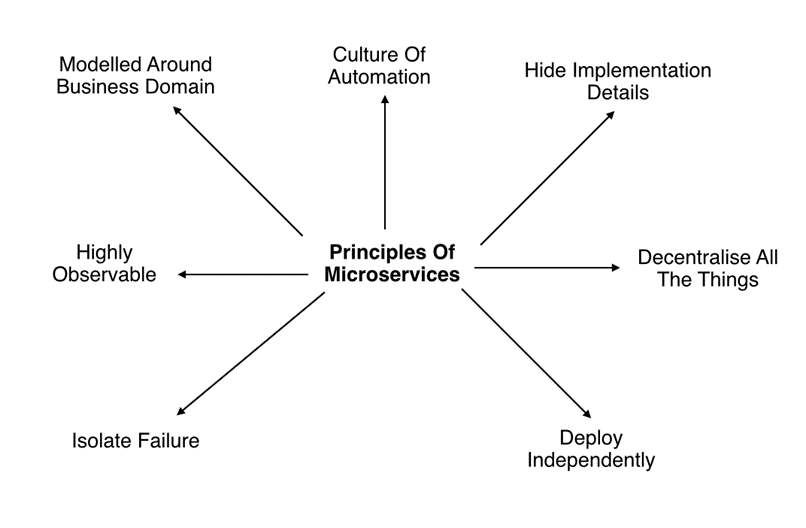 Modelled Around
Business Domain
Culture Of
Automation
Hide Implementation
Details
Highly
Observable
Principles Of
Microservices
Decentralise All
The Things
Isolate Failure
Deploy
Independently